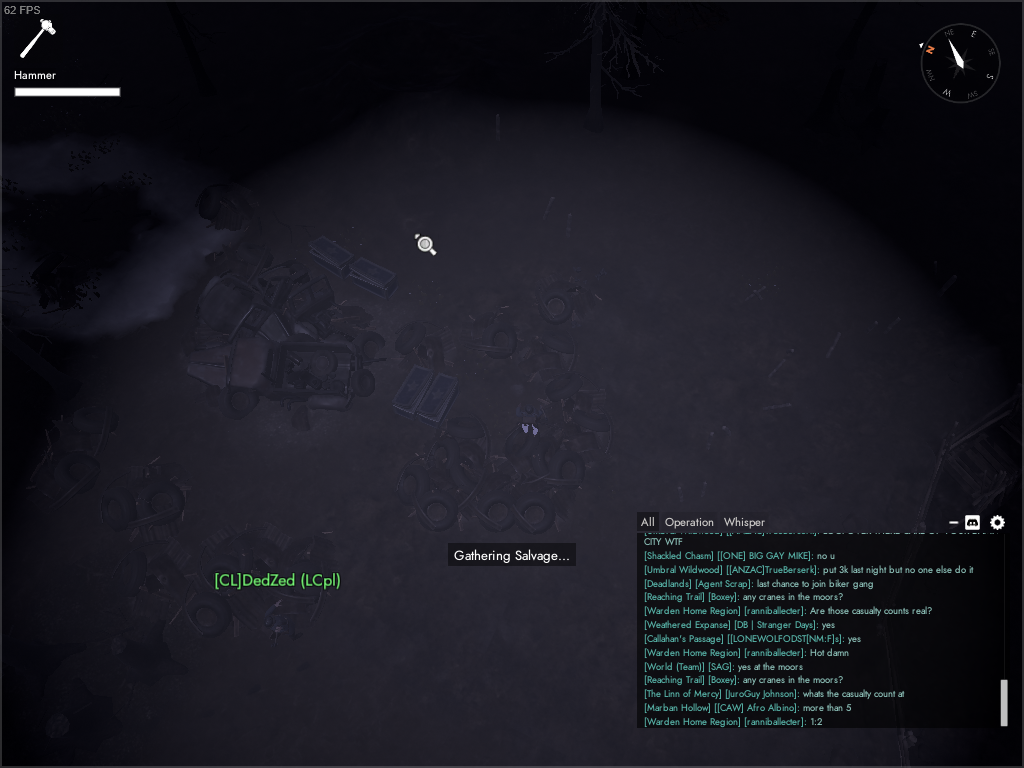 62 FPS
Hammer
N
NE
E
SE
S
SW
W
NW
Gathering Salvage...
[CL]DedZed (LCpl)
All Operation Whisper
CITY WTF
[Shackled Chasm] [[ONE] BIG GAY MIKE]: no u
[Umbral Wildwood] [[ANZAC]TrueBerserk]: put 3k last night but no one else do it
[Deadlands] [Agent Scrap]: last chance to join biker gang
[Reaching Trail] [Boxey]: any cranes in the moors?
[Warden Home Region] [ranniballecter]: Are those casualty counts real?
[Weathered Expanse] [DB | Stranger Days]: yes
[Callahan's Passage] [[LONEWOLFODST[NM:F]s]: yes
[Warden Home Region] [ranniballecter]: Hot damn
[World (Team)] [SAG]: yes at the moors
[Reaching Trail] [Boxey]: any cranes in the moors?
[The Linn of Mercy] [JuroGuy Johnson]: whats the casualty count at
[Marban Hollow] [[CAW] Afro Albino]: more than 5
[Warden Home Region] [ranniballecter]: 1:2